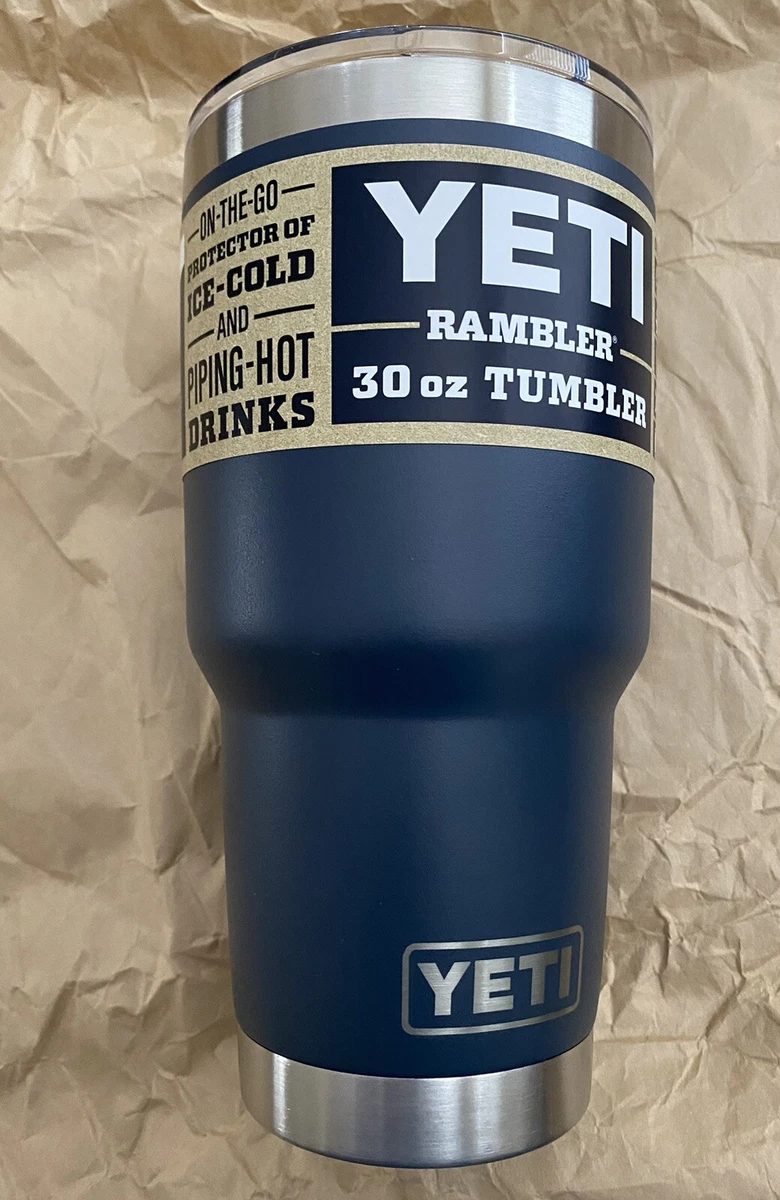 ON-THE-GO
PROTECTOR OF
ICE-COLD
AND
PIPING-HOT
DRINKS
YETI
RAMBLER®
30 oz TUMBLER
YETI